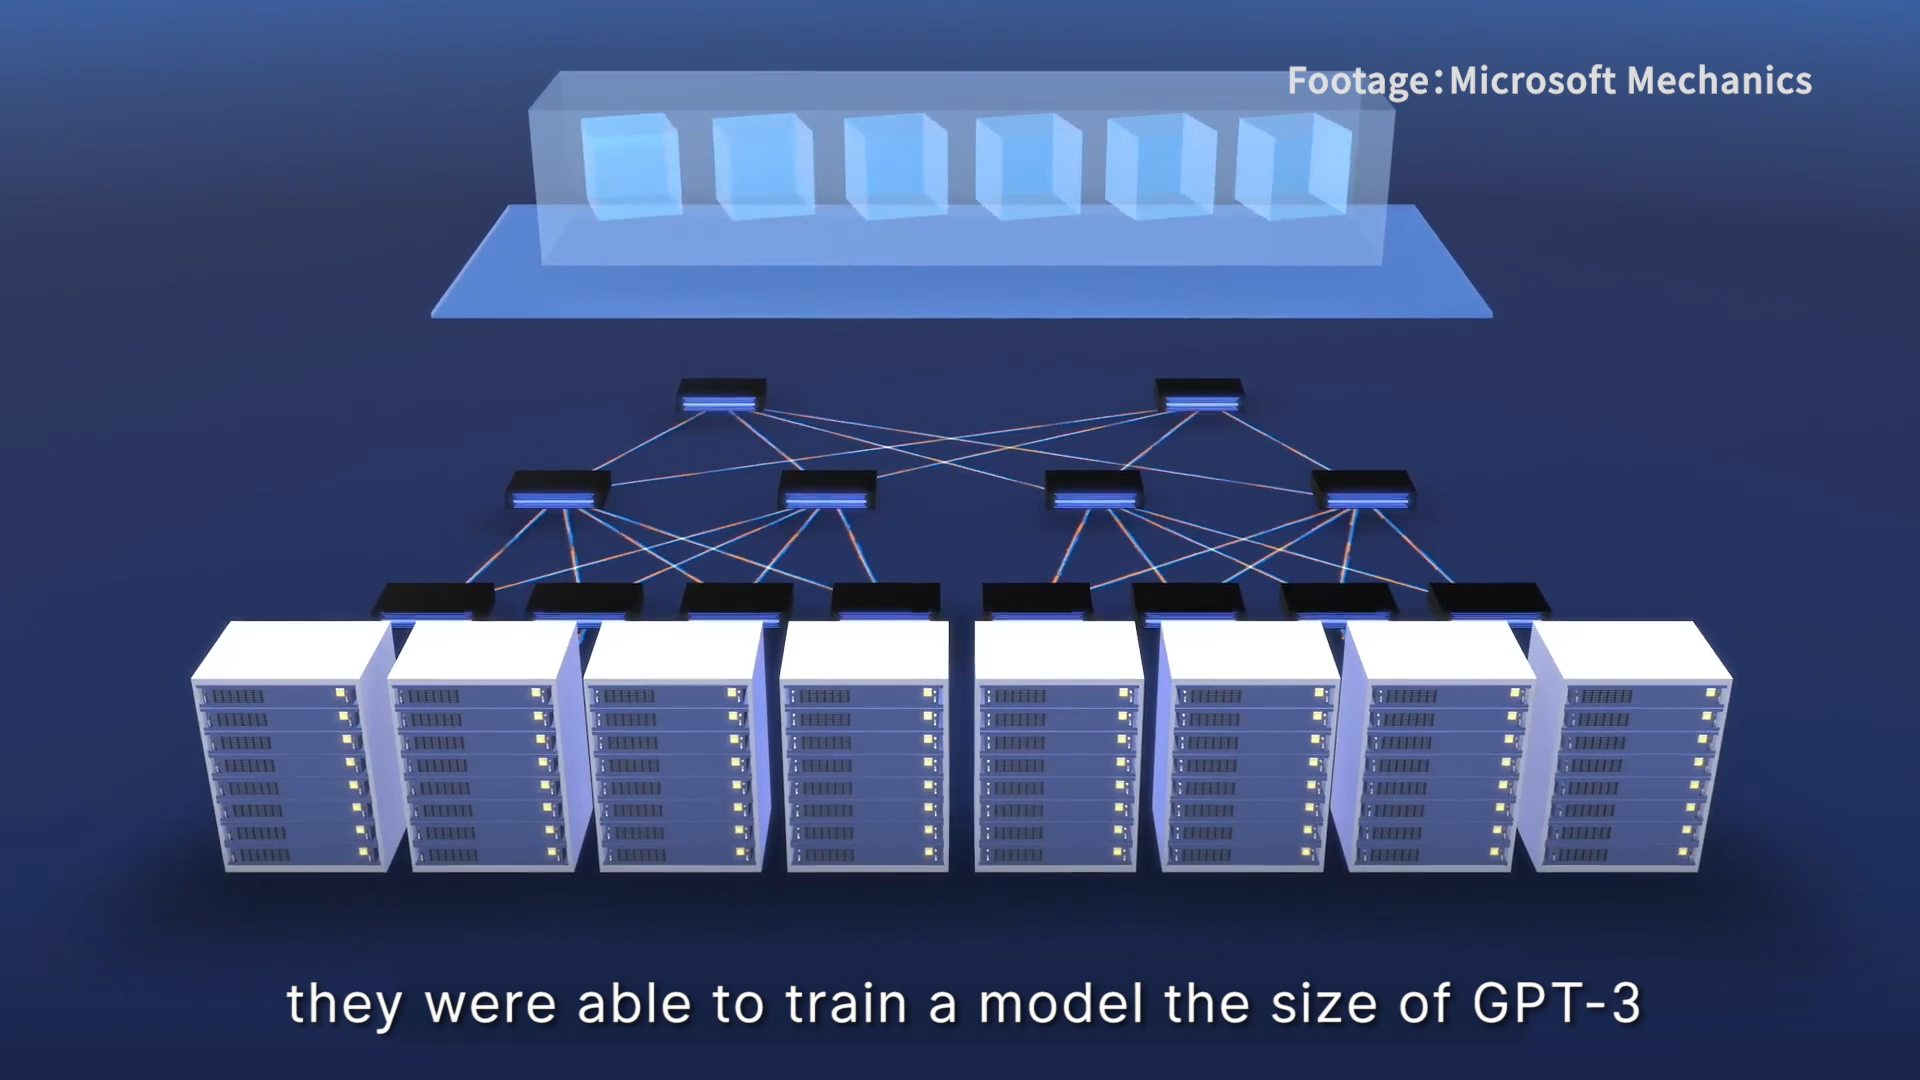 Footage:Microsoft Mechanics
they were able to train a model the size of GPT-3